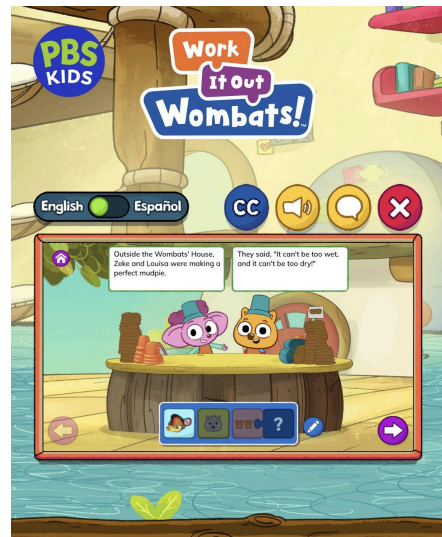 PBS
KIDS
Work
It Out
Wombats!
English
Español
CC
Outside the Wombats' House,
Zeke and Louisa were making a
perfect mudpie.
They said, "It can't be too wet,
and it can't be too dry!"
?